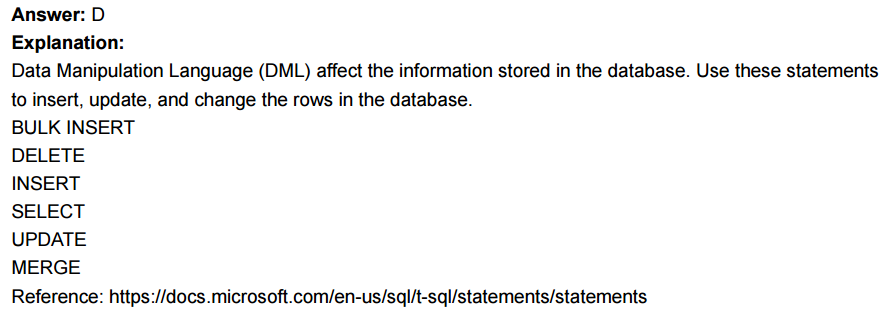 Answer: D
Explanation:
Data Manipulation Language (DML) affect the information stored in the database. Use these statements
to insert, update, and change the rows in the database.
BULK INSERT
DELETE
INSERT
SELECT
UPDATE
MERGE
Reference: https://docs.microsoft.com/en-us/sql/t-sql/statements/statements